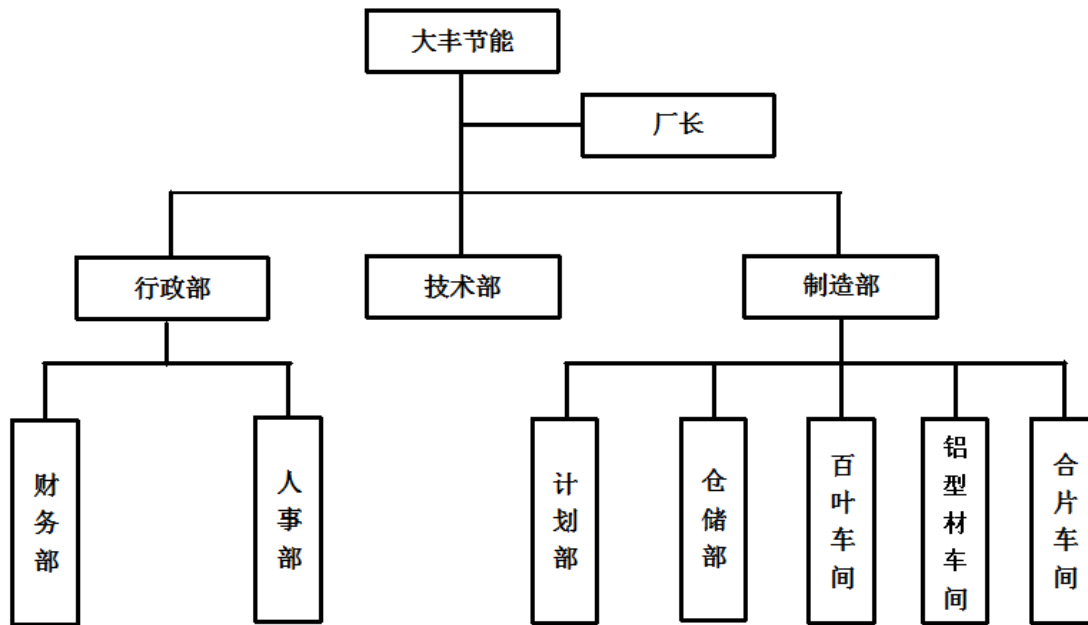 大丰节能
厂长
行政部
技术部
制造部
财务部
人事部
计划部
仓储部
百叶车间
铝型材车间
合片车间